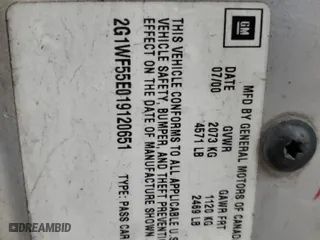 GM
MFD BY GENERAL MOTORS OF CANADA
DATE GVWR GAWR FRT
07/00 2073 KG 1120 KG
4571 LB 2469 LB
THIS VEHICLE CONFORMS TO ALL APPLICABLE U.S
VEHICLE SAFETY, BUMPER, AND THEFT PREVENTION
EFFECT ON THE DATE OF MANUFACTURE SHOWN
2G1WF55E019120651 TYPE: PASS CAR
DREAMBID